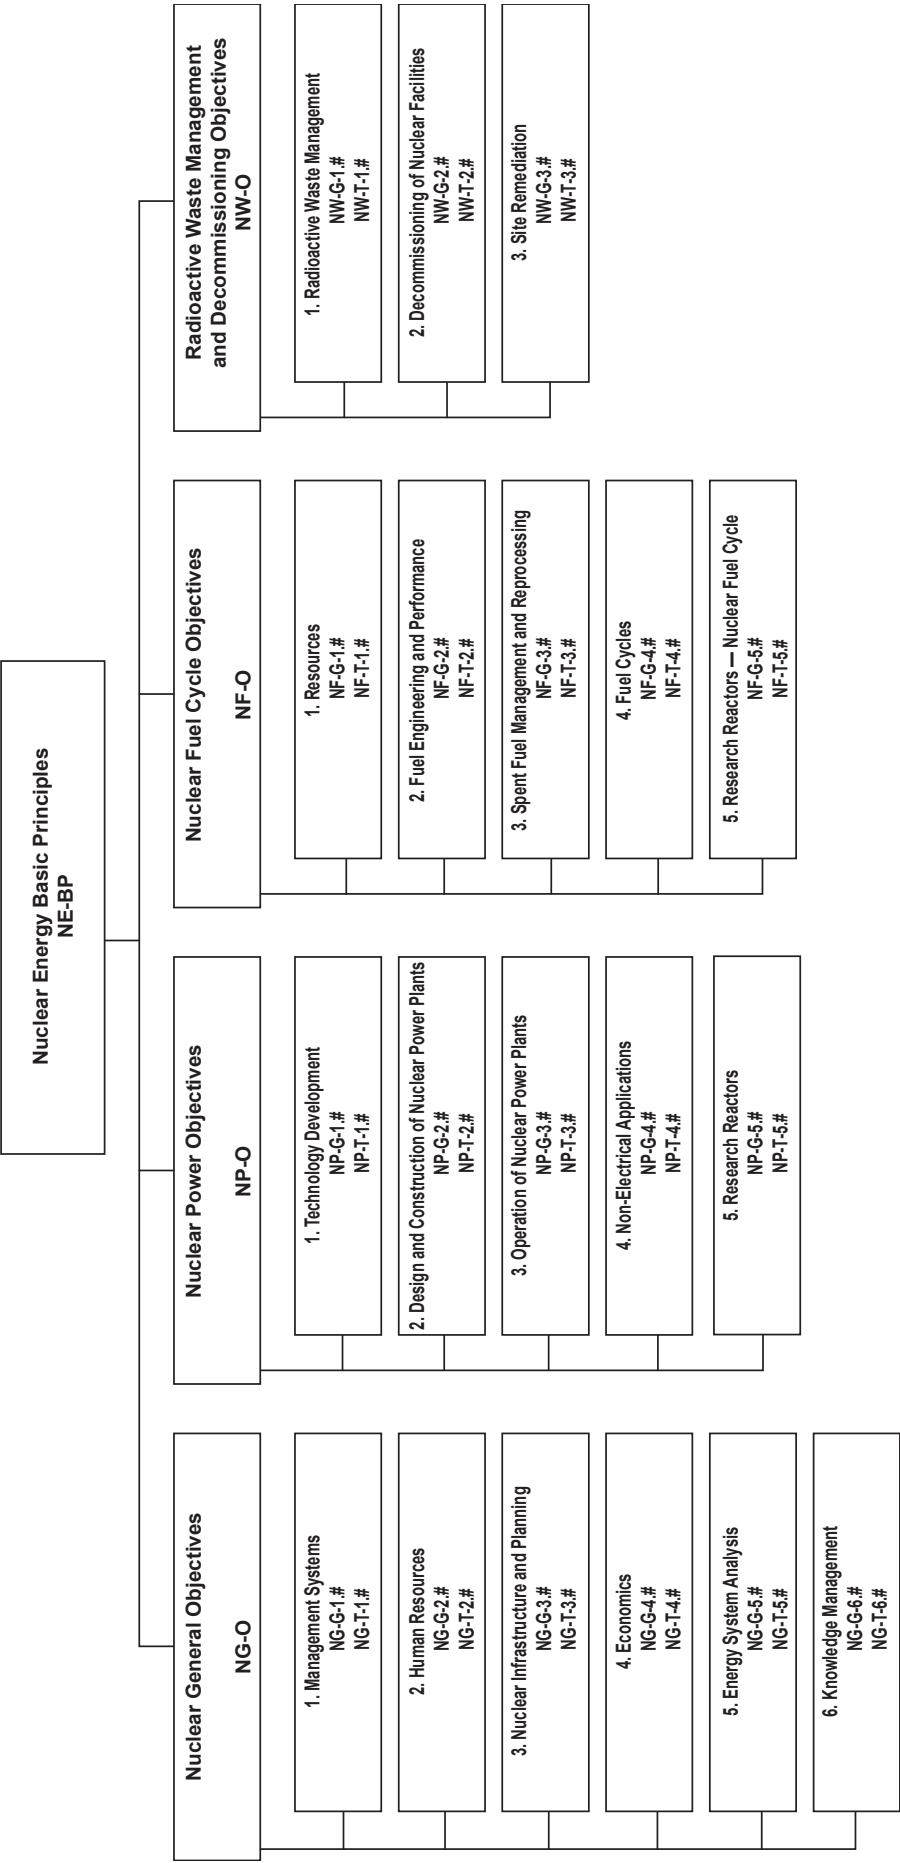 Nuclear Energy Basic Principles
NE-BP
Nuclear General Objectives
NG-O
1. Management Systems
NG-G-1.#
NG-T-1.#
2. Human Resources
NG-G-2.#
NG-T-2.#
3. Nuclear Infrastructure and Planning
NG-G-3.#
NG-T-3.#
4. Economics
NG-G-4.#
NG-T-4.#
5. Energy System Analysis
NG-G-5.#
NG-T-5.#
6. Knowledge Management
NG-G-6.#
NG-T-6.#
Nuclear Power Objectives
NP-O
1. Technology Development
NP-G-1.#
NP-T-1.#
2. Design and Construction of Nuclear Power Plants
NP-G-2.#
NP-T-2.#
3. Operation of Nuclear Power Plants
NP-G-3.#
NP-T-3.#
4. Non-Electrical Applications
NP-G-4.#
NP-T-4.#
5. Research Reactors
NP-G-5.#
NP-T-5.#
Nuclear Fuel Cycle Objectives
NF-O
1. Resources
NF-G-1.#
NF-T-1.#
2. Fuel Engineering and Performance
NF-G-2.#
NF-T-2.#
3. Spent Fuel Management and Reprocessing
NF-G-3.#
NF-T-3.#
4. Fuel Cycles
NF-G-4.#
NF-T-4.#
5. Research Reactors — Nuclear Fuel Cycle
NF-G-5.#
NF-T-5.#
Radioactive Waste Management
and Decommissioning Objectives
NW-O
1. Radioactive Waste Management
NW-G-1.#
NW-T-1.#
2. Decommissioning of Nuclear Facilities
NW-G-2.#
NW-T-2.#
3. Site Remediation
NW-G-3.#
NW-T-3.#